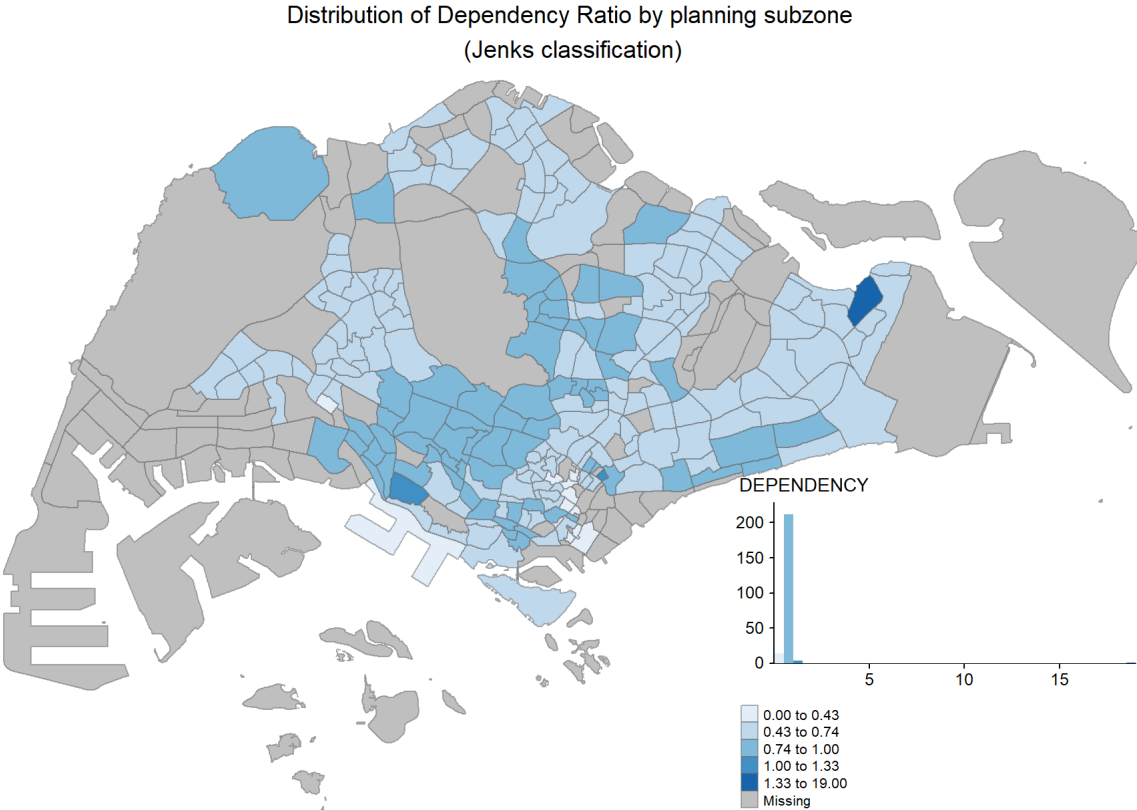 Distribution of Dependency Ratio by planning subzone
(Jenks classification)
DEPENDENCY
200
150
100
50
0
5 10 15
0.00 to 0.43
0.43 to 0.74
0.74 to 1.00
1.00 to 1.33
1.33 to 19.00
Missing